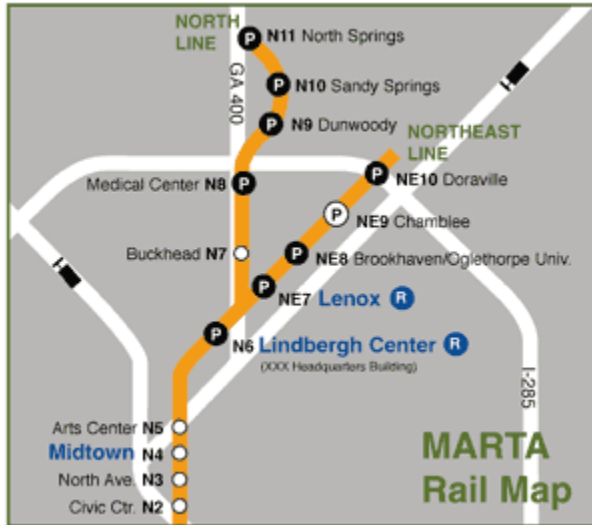 NORTH
LINE
N11 North Springs
GA 400
N10 Sandy Springs
N9 Dunwoody
NORTHEAST
LINE
Medical Center N8
NE10 Doraville
NE9 Chamblee
Buckhead N7
NE8 Brookhaven/Oglethorpe Univ.
NE7 Lenox R
N6 Lindbergh Center R
(XXX Headquarters Building)
I-285
Arts Center N5
Midtown N4
North Ave. N3
Civic Ctr. N2
MARTA
Rail Map
P
P
P
P
P
P
P
P
P